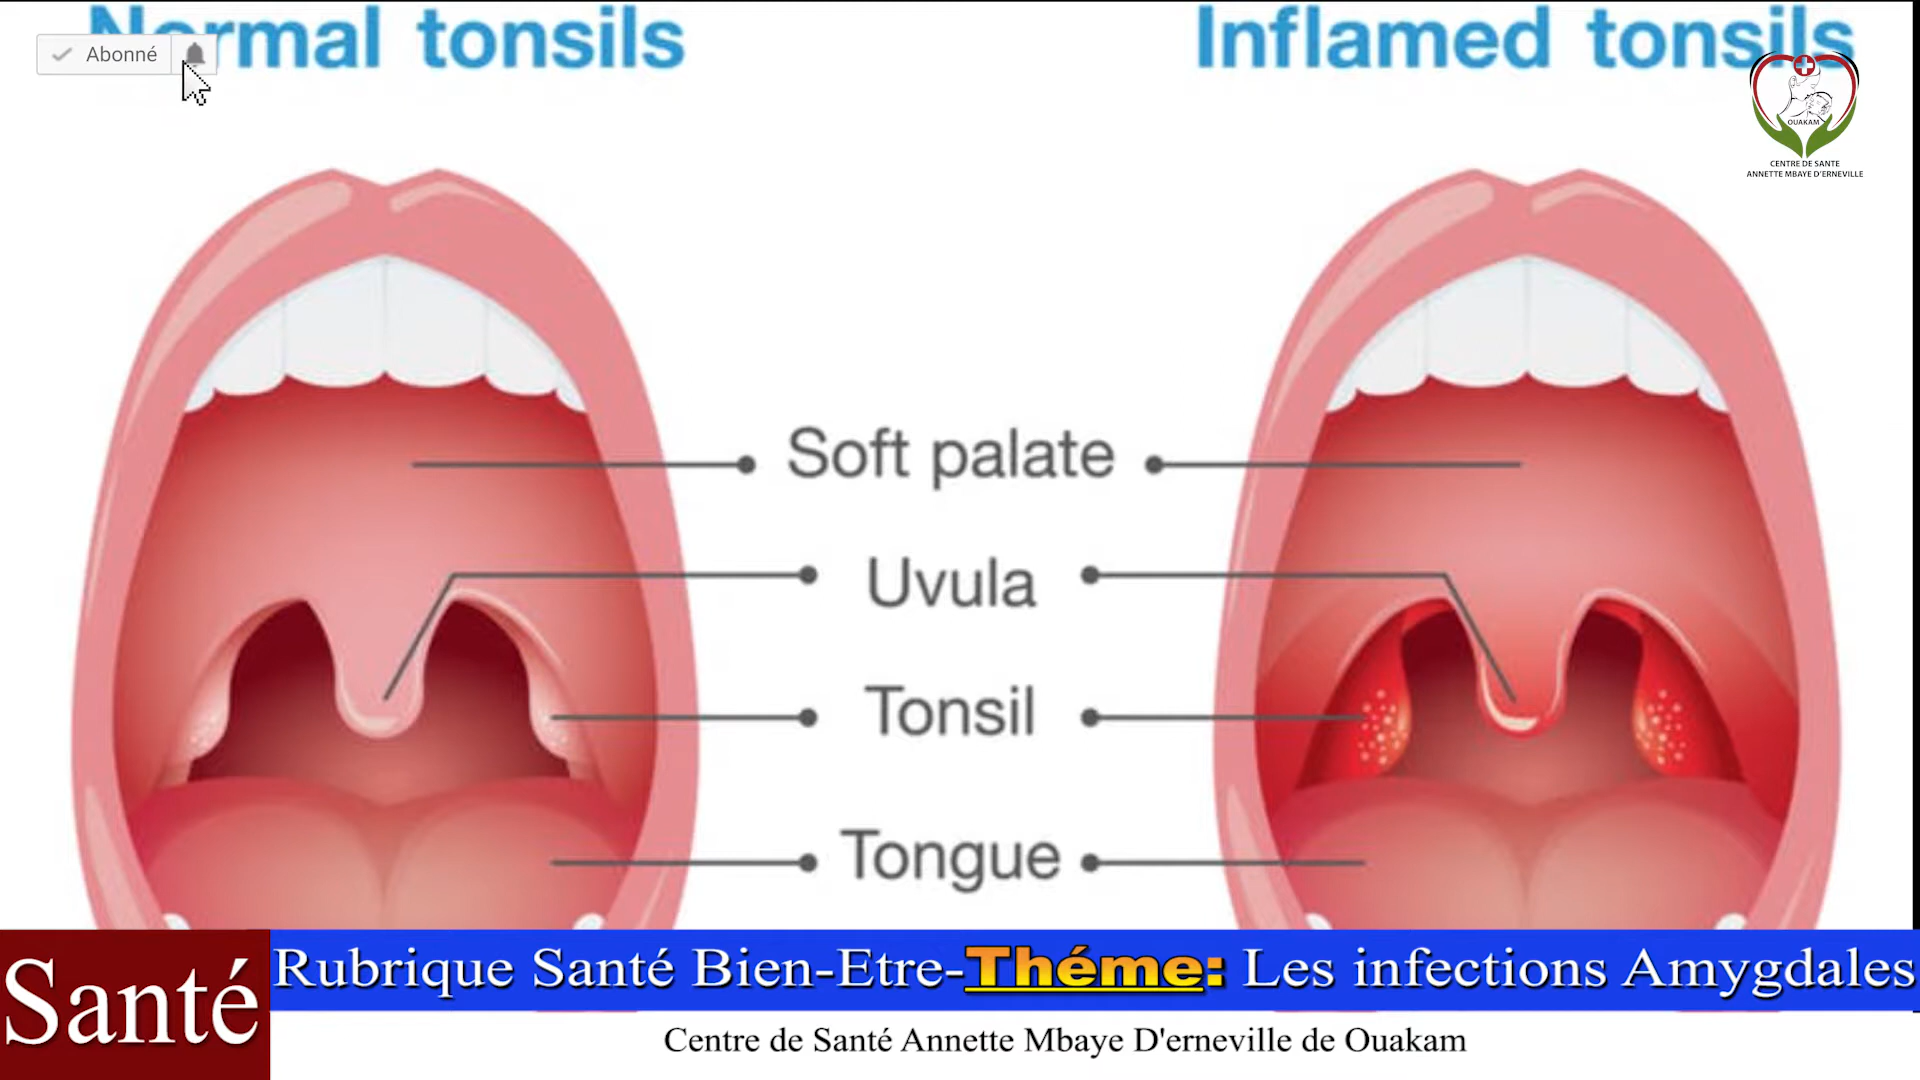 Normal tonsils
Inflamed tonsils
Abonné
OUAKAM
CENTRE DE SANTE
ANNETTE MBAYE D'ERNEVILLE
Soft palate
Uvula
Tonsil
Tongue
Santé
Rubrique Santé Bien-Etre-Théme: Les infections Amygdales
Centre de Santé Annette Mbaye D'erneville de Ouakam